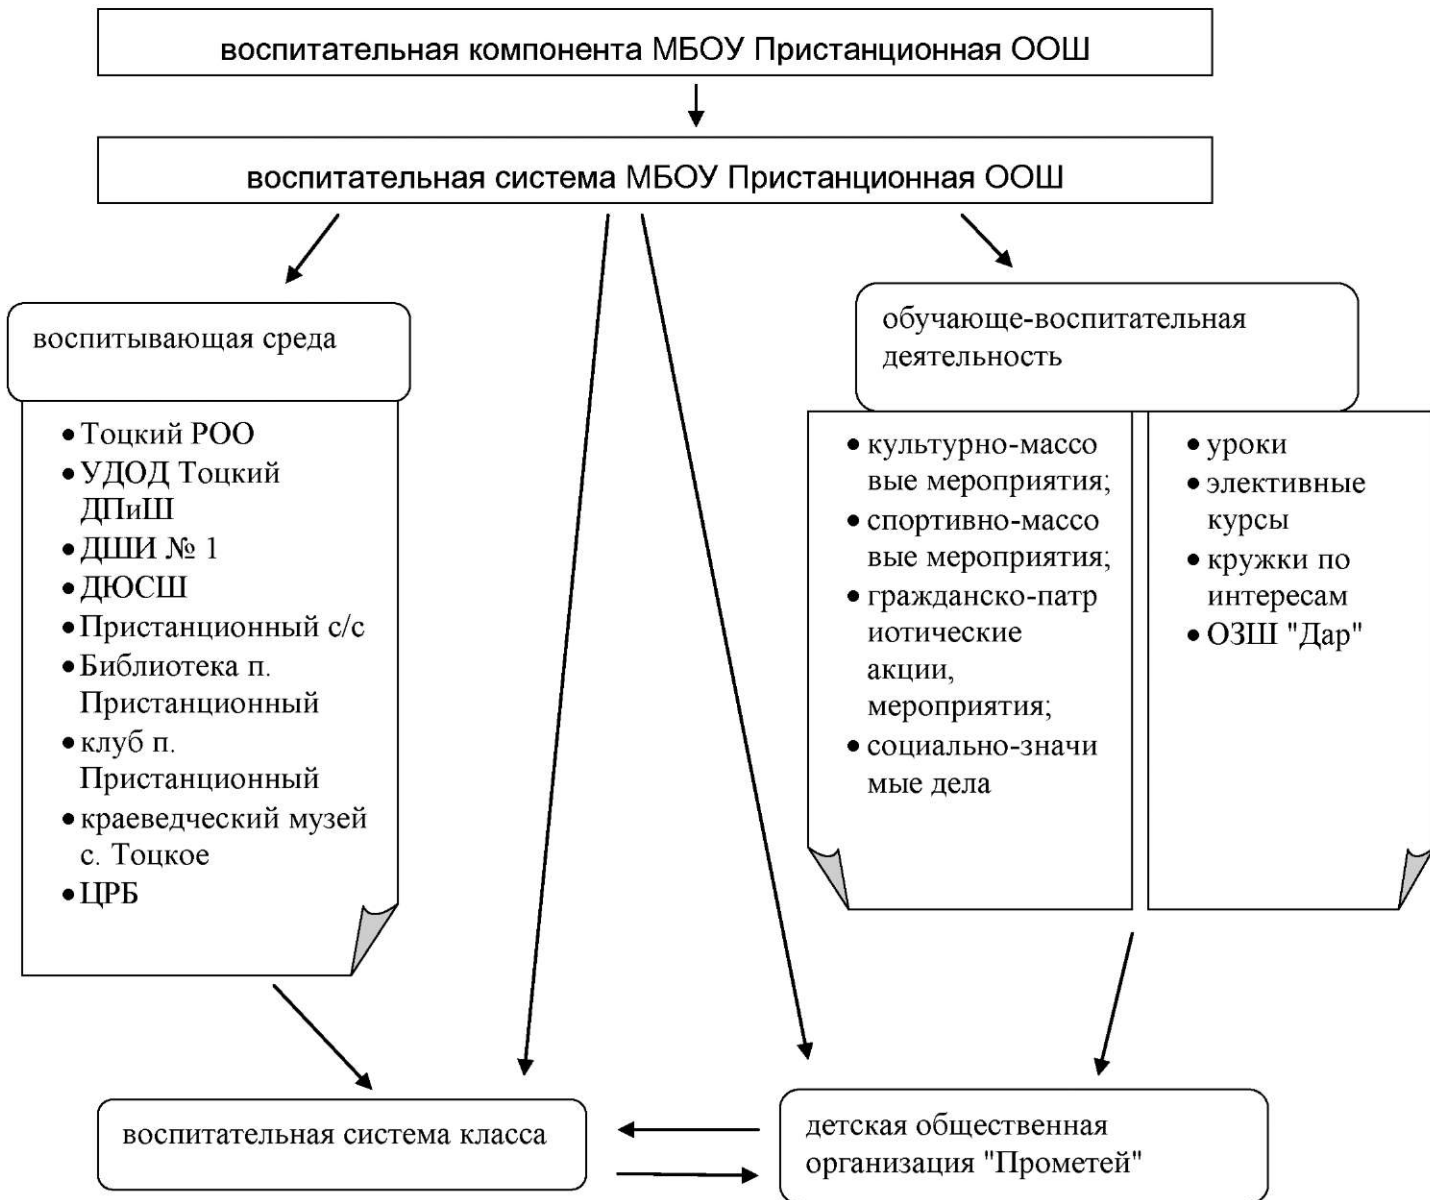 воспитательная компонента МБОУ Пристанционная ООШ
воспитательная система МБОУ Пристанционная ООШ
воспитывающая среда
• Тоцкий РОО
• УДОД Тоцкий
ДПиШ
• ДШИ № 1
• ДЮСШ
• Пристанционный с/с
• Библиотека п.
Пристанционный
• клуб п.
Пристанционный
• краеведческий музей
с. Тоцкое
• ЦРБ
обучающе-воспитательная
деятельность
• культурно-массо
вые мероприятия;
• спортивно-массо
вые мероприятия;
• гражданско-патр
иотические
акции,
мероприятия;
• социально-значи
мые дела
• уроки
• элективные
курсы
• кружки по
интересам
• ОЗШ "Дар"
воспитательная система класса
детская общественная
организация "Прометей"